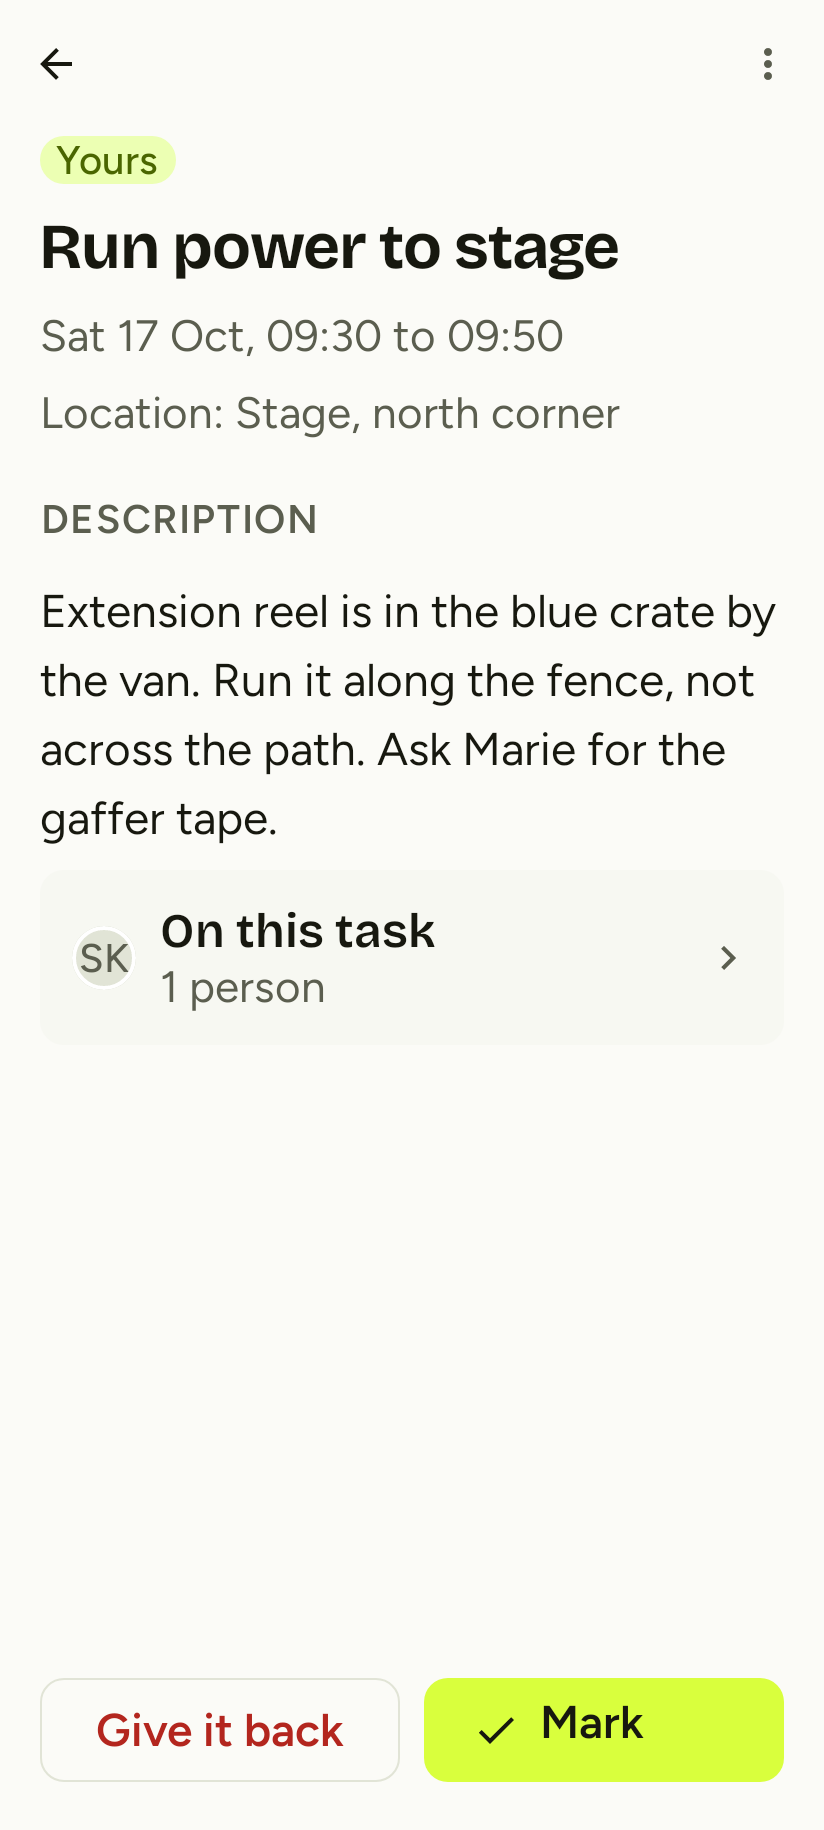 Yours
Run power to stage
Sat 17 Oct, 09:30 to 09:50
Location: Stage, north corner
DESCRIPTION
Extension reel is in the blue crate by
the van. Run it along the fence, not
across the path. Ask Marie for the
gaffer tape.
SK
On this task
1 person
Give it back
Mark